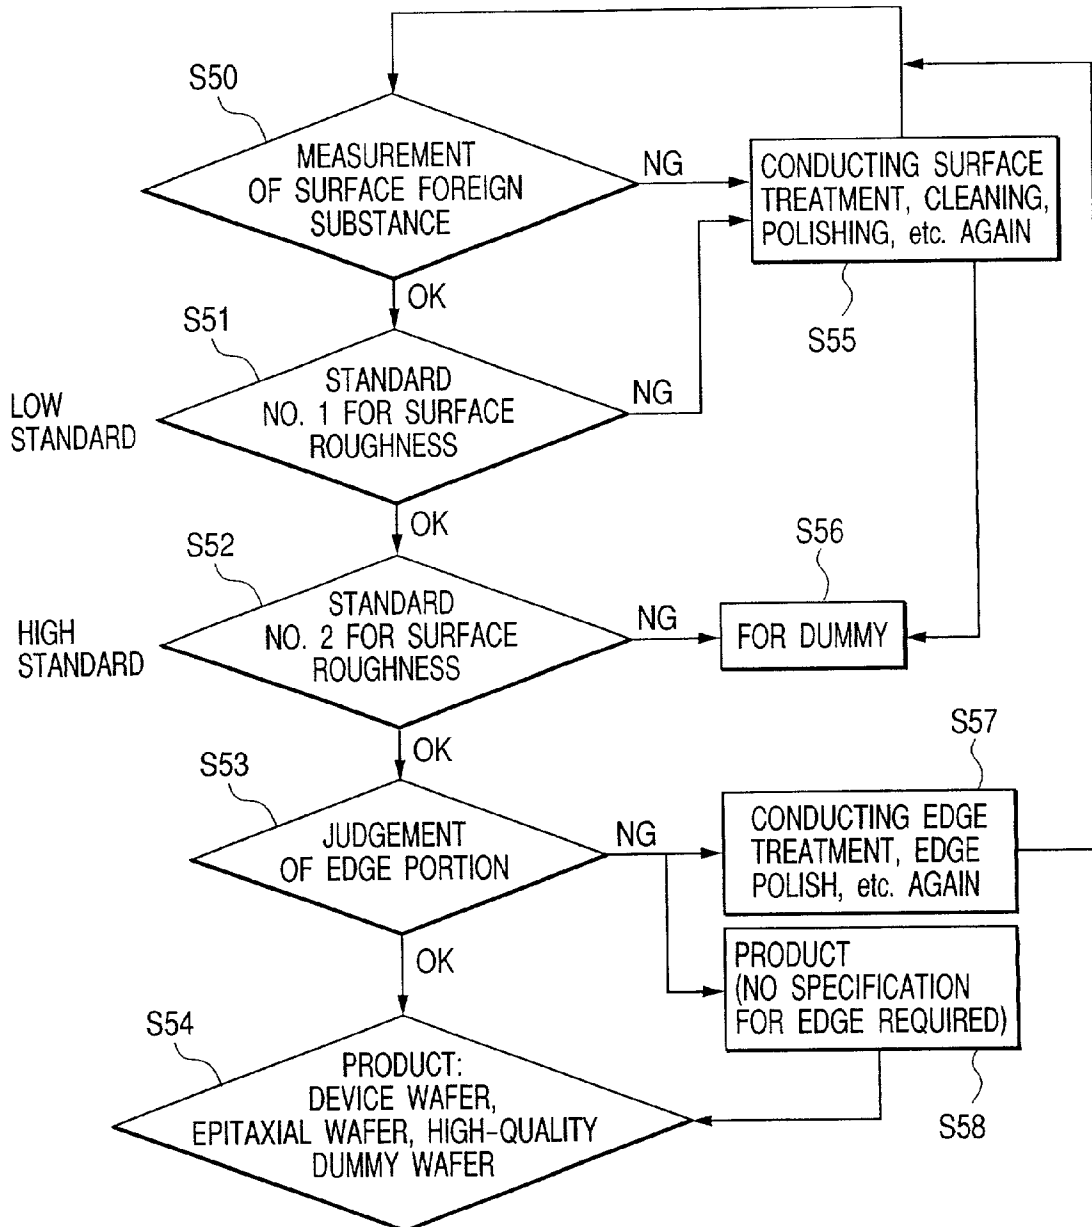 S50
MEASUREMENT
OF SURFACE FOREIGN
SUBSTANCE
NG
CONDUCTING SURFACE
TREATMENT, CLEANING,
POLISHING, etc. AGAIN
S55
OK
S51
LOW
STANDARD
STANDARD
NO. 1 FOR SURFACE
ROUGHNESS
NG
OK
S52
HIGH
STANDARD
STANDARD
NO. 2 FOR SURFACE
ROUGHNESS
NG
S56
FOR DUMMY
OK
S53
JUDGEMENT
OF EDGE PORTION
NG
S57
CONDUCTING EDGE
TREATMENT, EDGE
POLISH, etc. AGAIN
PRODUCT
(NO SPECIFICATION
FOR EDGE REQUIRED)
S58
OK
S54
PRODUCT:
DEVICE WAFER,
EPITAXIAL WAFER, HIGH-QUALITY
DUMMY WAFER